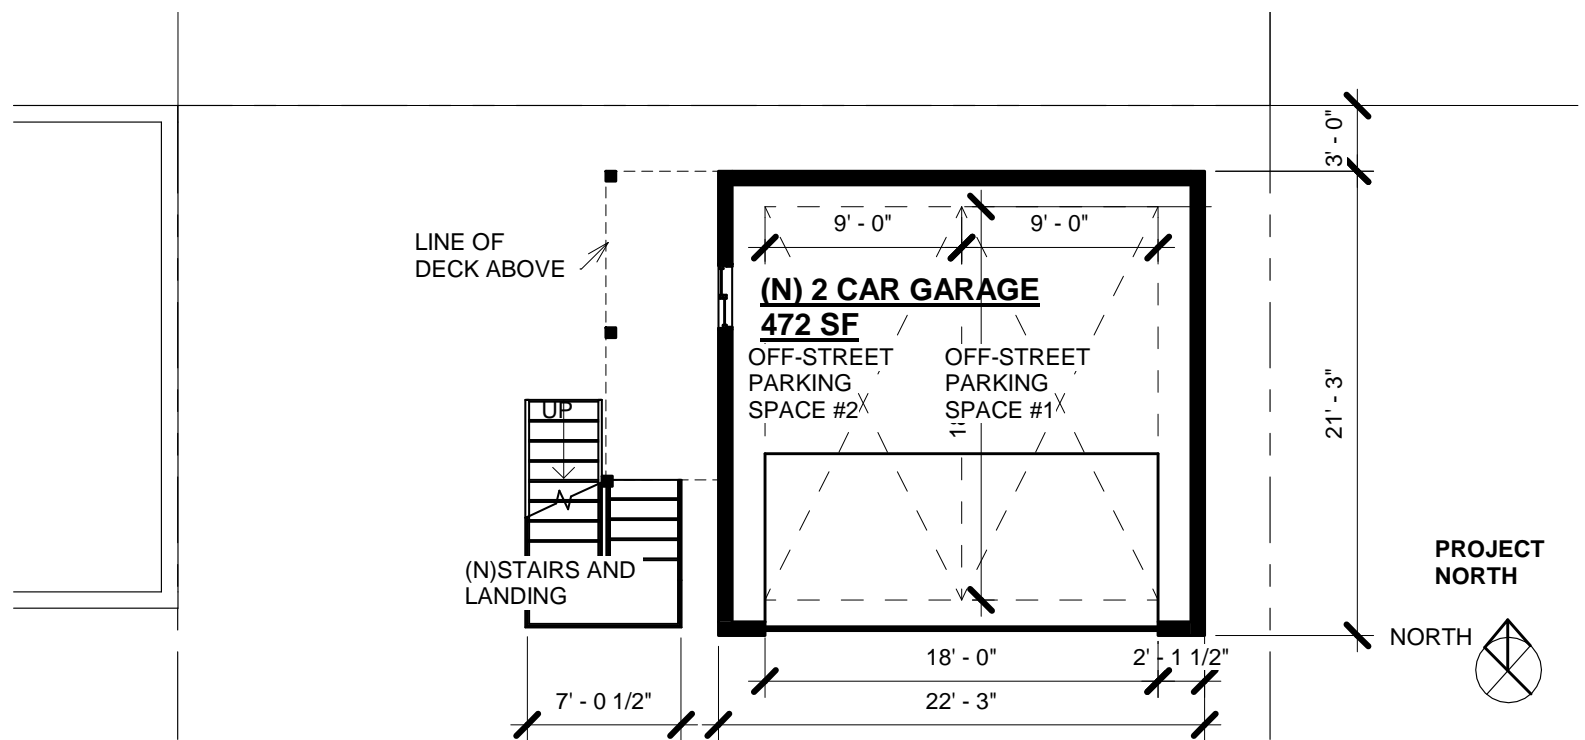 3' - 0"
LINE OF
DECK ABOVE
9' - 0"
9' - 0"
(N) 2 CAR GARAGE
472 SF
OFF-STREET
PARKING
SPACE #2
OFF-STREET
PARKING
SPACE #1
21' - 3"
UP
(N)STAIRS AND
LANDING
PROJECT
NORTH
NORTH
18' - 0"
2' - 1 1/2"
7' - 0 1/2"
22' - 3"